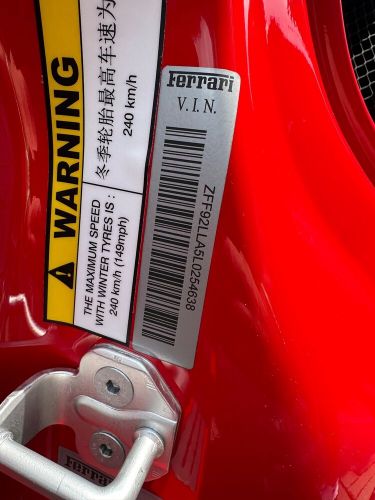 WARNING
冬季轮胎最高车速为
240 km/h
THE MAXIMUM SPEED
WITH WINTER TYRES IS :
240 km/h (149mph)
Ferrari
V.I.N.
ZFF92LLA5L0254638
Ferrari